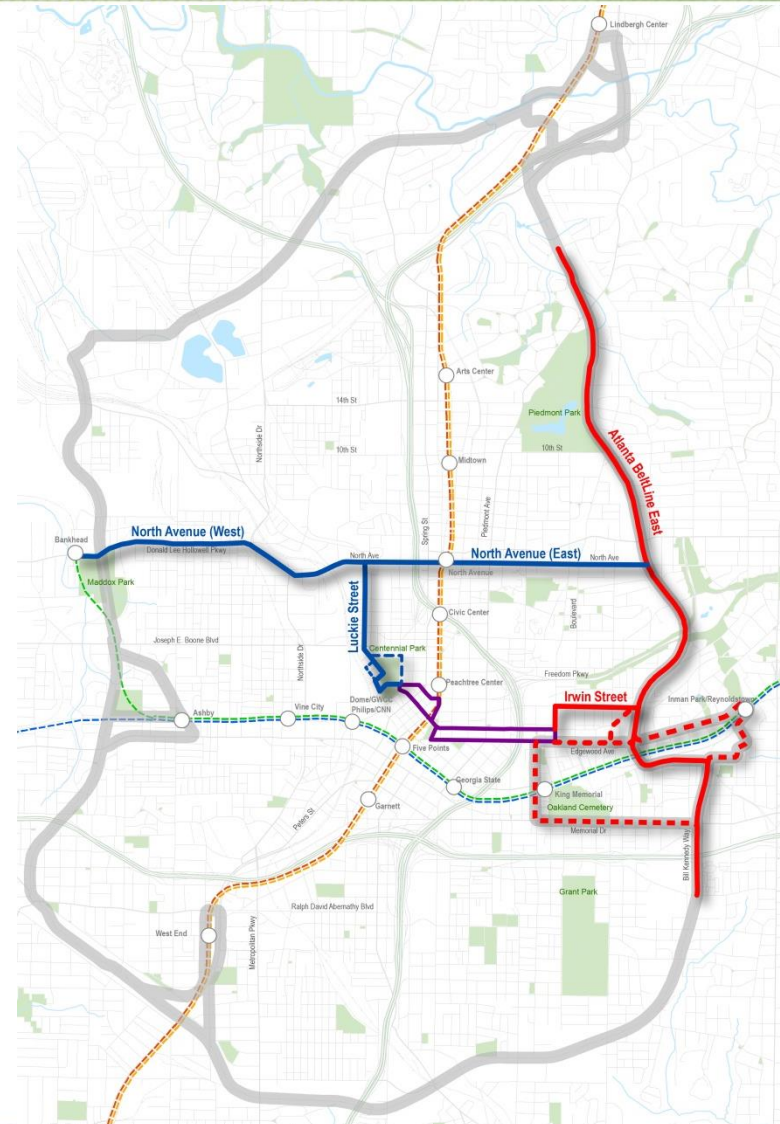 Lindbergh Center
Arts Center
14th St
Piedmont Park
10th St
10th St
Northside Dr
Midtown
Atlanta BeltLine East
Piedmont Ave
Spring St
North Avenue (West)
Bankhead
Donald Lee Hollowell Pkwy
North Ave
North Avenue (East)
North Ave
North Avenue
Maddox Park
Luckie Street
Civic Center
Boulevard
Joseph E. Boone Blvd
Northside Dr
Centennial Park
Freedom Pkwy
Peachtree Center
Irwin Street
Inman Park/Reynoldstown
Dome/GWCC
Philips/CNN
Ashby
Vine City
Five Points
Edgewood Ave
Georgia State
King Memorial
Oakland Cemetery
Garnett
Peters St
Memorial Dr
Bill Kennedy Way
Grant Park
Ralph David Abernathy Blvd
West End
Metropolitan Pkwy